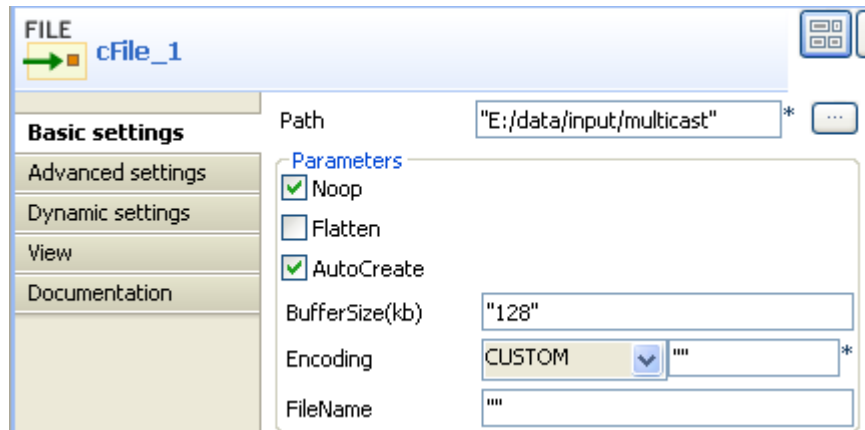 FILE
cFile_1
Basic settings
Advanced settings
Dynamic settings
View
Documentation
Path "E:/data/input/multicast" * ...
Parameters
Noop
Flatten
AutoCreate
BufferSize(kb) "128"
Encoding CUSTOM "" *
FileName ""